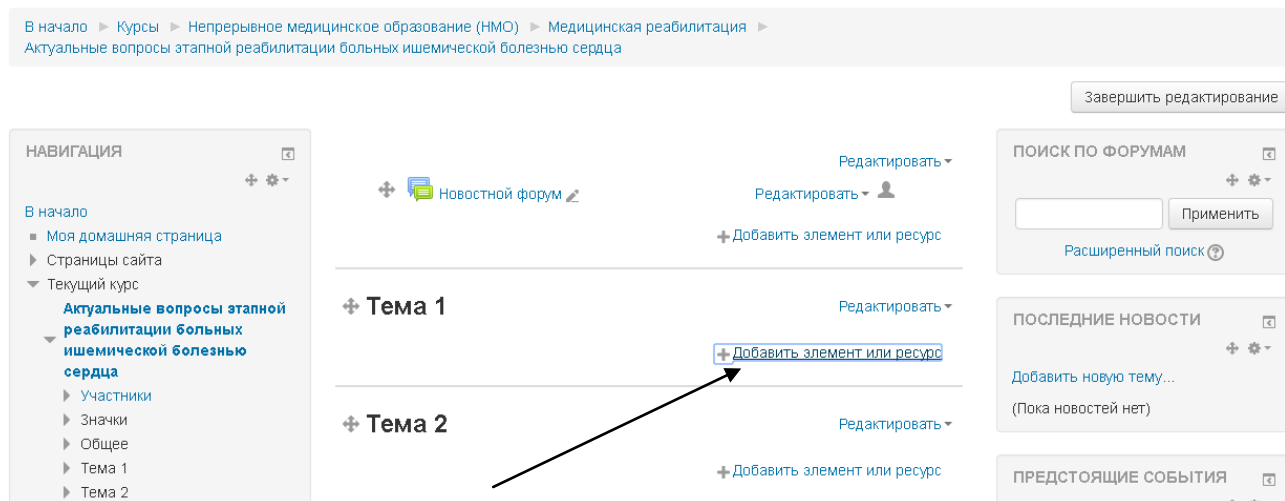 В начало ► Курсы ► Непрерывное медицинское образование (НМО) ► Медицинская реабилитация ►
Актуальные вопросы этапной реабилитации больных ишемической болезнью сердца
Завершить редактирование
НАВИГАЦИЯ
В начало
Моя домашняя страница
Страницы сайта
Текущий курс
Актуальные вопросы этапной
реабилитации больных
ишемической болезнью
сердца
Участники
Значки
Общее
Тема 1
Тема 2
Редактировать
Новостной форум
Редактировать
Добавить элемент или ресурс
Тема 1
Редактировать
Добавить элемент или ресурс
Тема 2
Редактировать
Добавить элемент или ресурс
ПОИСК ПО ФОРУМАМ
Применить
Расширенный поиск
ПОСЛЕДНИЕ НОВОСТИ
Добавить новую тему...
(Пока новостей нет)
ПРЕДСТОЯЩИЕ СОБЫТИЯ